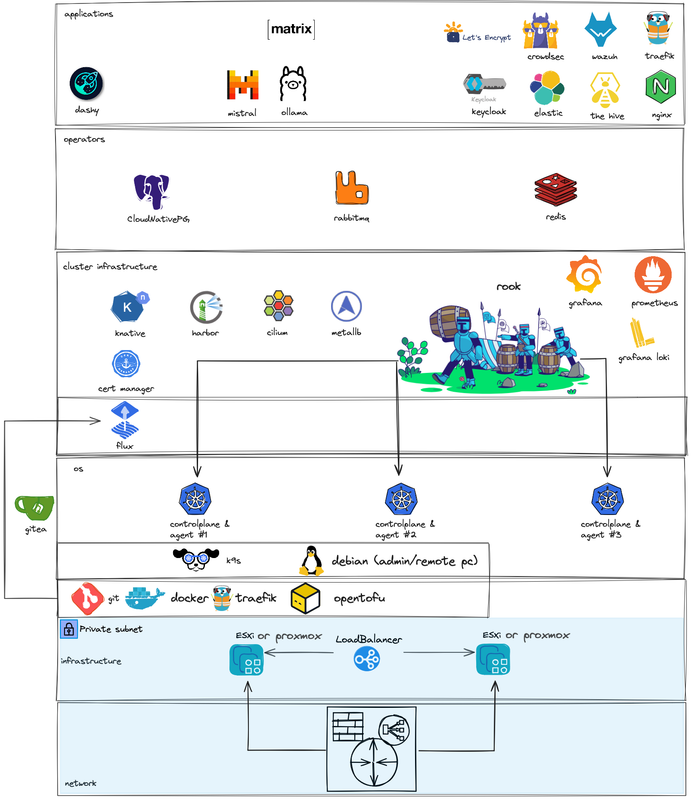 applications
[matrix]
Let's Encrypt
crowdsec
wazuh
traefik
dashy
mistral
ollama
Keycloak
keycloak
elastic
the hive
N
nginx
operators
CloudNativePG
rabbitmq
redis
cluster infrastructure
rook
grafana
prometheus
K
n
knative
harbor
cilium
metallb
grafana loki
cert manager
flux
os
gitea
controlplane &
agent #1
controlplane &
agent #2
controlplane &
agent #3
k9s
debian (admin/remote pc)
git
docker
traefik
opentofu
Private subnet
ESXi or proxmox
LoadBalancer
ESXi or proxmox
infrastructure
network